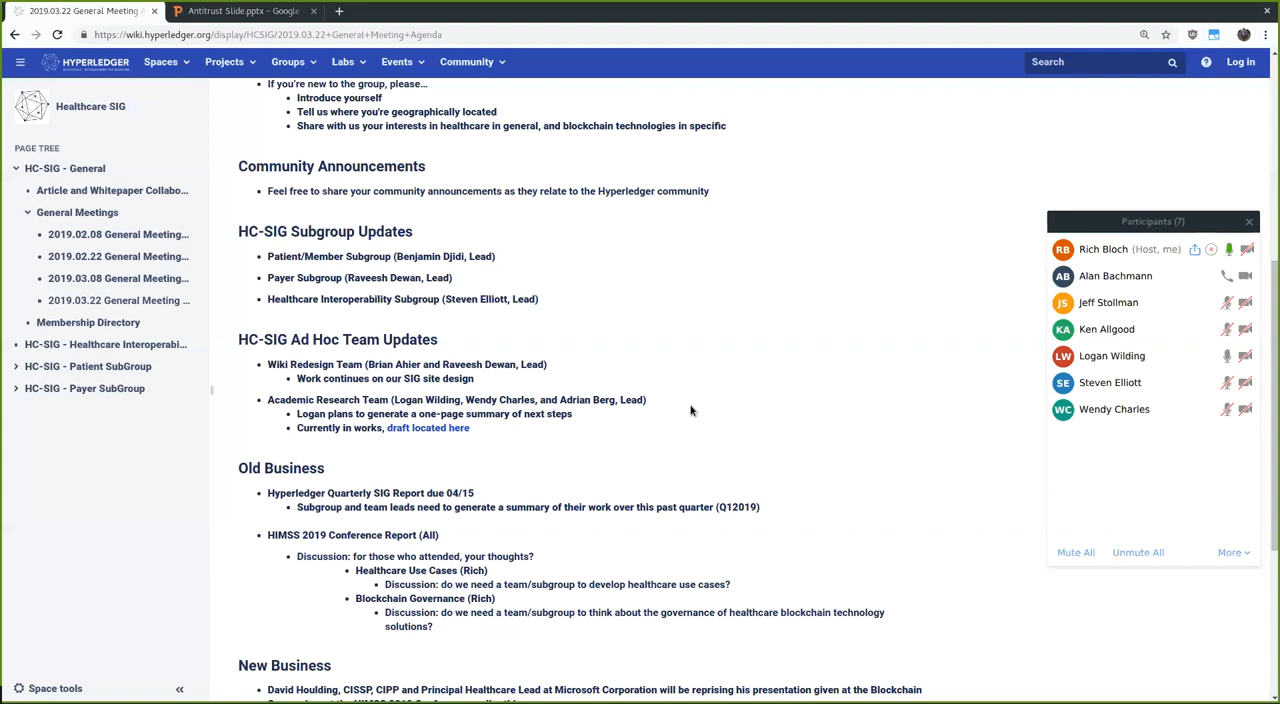 2019.03.22 General Meeting
Antitrust Slide.pptx - Google
https://wiki.hyperledger.org/display/HCSIG/2019.03.22+General+Meeting+Agenda
HYPERLEDGER
Spaces
Projects
Groups
Labs
Events
Community
Search
Log in
Healthcare SIG
PAGE TREE
HC-SIG - General
Article and Whitepaper Collabo...
General Meetings
2019.02.08 General Meeting...
2019.02.22 General Meeting...
2019.03.08 General Meeting...
2019.03.22 General Meeting ...
Membership Directory
HC-SIG - Healthcare Interoperabi...
HC-SIG - Patient SubGroup
HC-SIG - Payer SubGroup
Space tools
If you're new to the group, please...
Introduce yourself
Tell us where you're geographically located
Share with us your interests in healthcare in general, and blockchain technologies in specific
Community Announcements
Feel free to share your community announcements as they relate to the Hyperledger community
HC-SIG Subgroup Updates
Patient/Member Subgroup (Benjamin Djidi, Lead)
Payer Subgroup (Raveesh Dewan, Lead)
Healthcare Interoperability Subgroup (Steven Elliott, Lead)
HC-SIG Ad Hoc Team Updates
Wiki Redesign Team (Brian Ahier and Raveesh Dewan, Lead)
Work continues on our SIG site design
Academic Research Team (Logan Wilding, Wendy Charles, and Adrian Berg, Lead)
Logan plans to generate a one-page summary of next steps
Currently in works, draft located here
Old Business
Hyperledger Quarterly SIG Report due 04/15
Subgroup and team leads need to generate a summary of their work over this past quarter (Q12019)
HIMSS 2019 Conference Report (All)
Discussion: for those who attended, your thoughts?
Healthcare Use Cases (Rich)
Discussion: do we need a team/subgroup to develop healthcare use cases?
Blockchain Governance (Rich)
Discussion: do we need a team/subgroup to think about the governance of healthcare blockchain technology
solutions?
New Business
David Houlding, CISSP, CIPP and Principal Healthcare Lead at Microsoft Corporation will be reprising his presentation given at the Blockchain
Participants (7)
RB Rich Bloch (Host, me)
AB Alan Bachmann
JS Jeff Stollman
KA Ken Allgood
LW Logan Wilding
SE Steven Elliott
WC Wendy Charles
Mute All
Unmute All
More